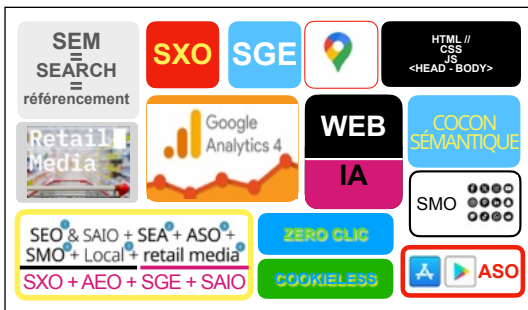 SEM
=
SEARCH
=
référencement
SXO
SGE
HTML //
CSS
JS
<HEAD - BODY>
Retail
Media
Google
Analytics 4
WEB
IA
COCON
SÉMANTIQUE
SMO
SEO & SAIO + SEA + ASO +
SMO + Local + retail media
SXO + AEO + SGE + SAIO
ZERO CLIC
COOKIELESS
ASO